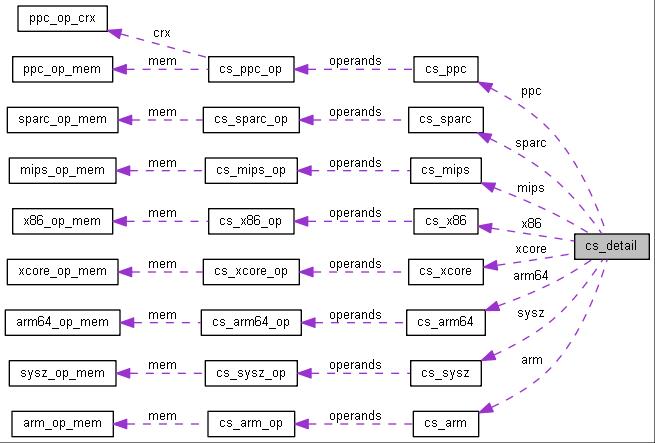 ppc_op_crx
crx
ppc_op_mem mem cs_ppc_op operands cs_ppc
ppc
sparc_op_mem mem cs_sparc_op operands cs_sparc
sparc
mips_op_mem mem cs_mips_op operands cs_mips
mips
x86_op_mem mem cs_x86_op operands cs_x86
x86
cs_detail
xcore
xcore_op_mem mem cs_xcore_op operands cs_xcore
arm64
arm64_op_mem mem cs_arm64_op operands cs_arm64
sysz
sysz_op_mem mem cs_sysz_op operands cs_sysz
arm
arm_op_mem mem cs_arm_op operands cs_arm